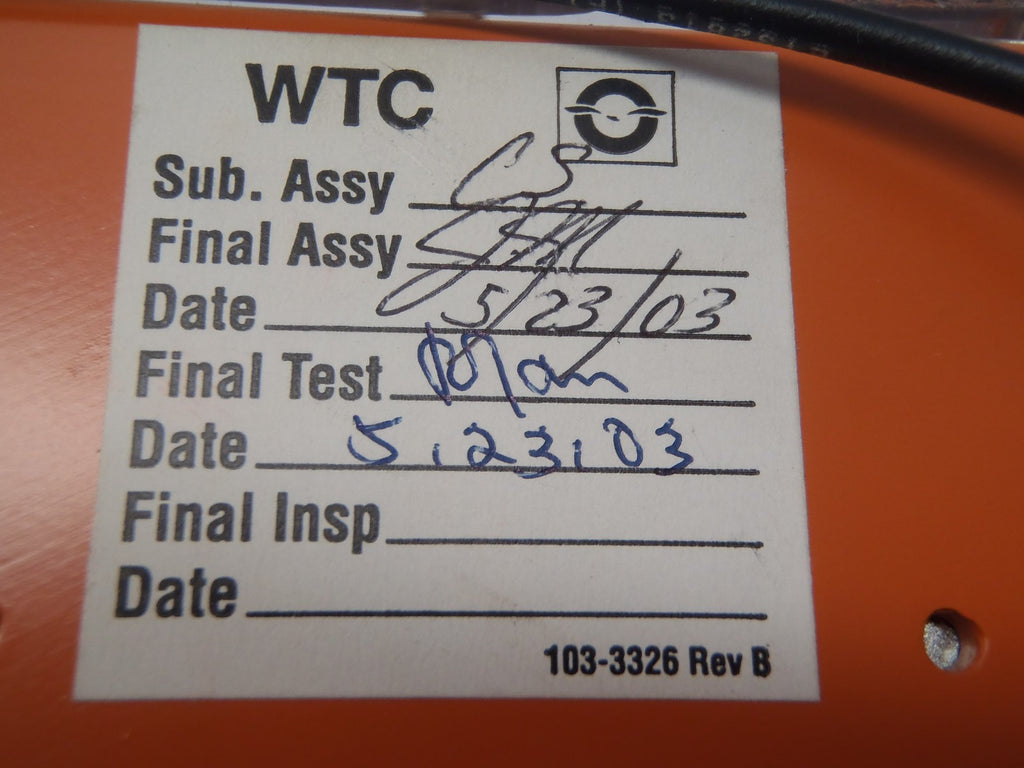 WTC
Sub. Assy CS
Final Assy
Date 5/23/03
Final Test
Date 5.23.03
Final Insp
Date
103-3326 Rev B